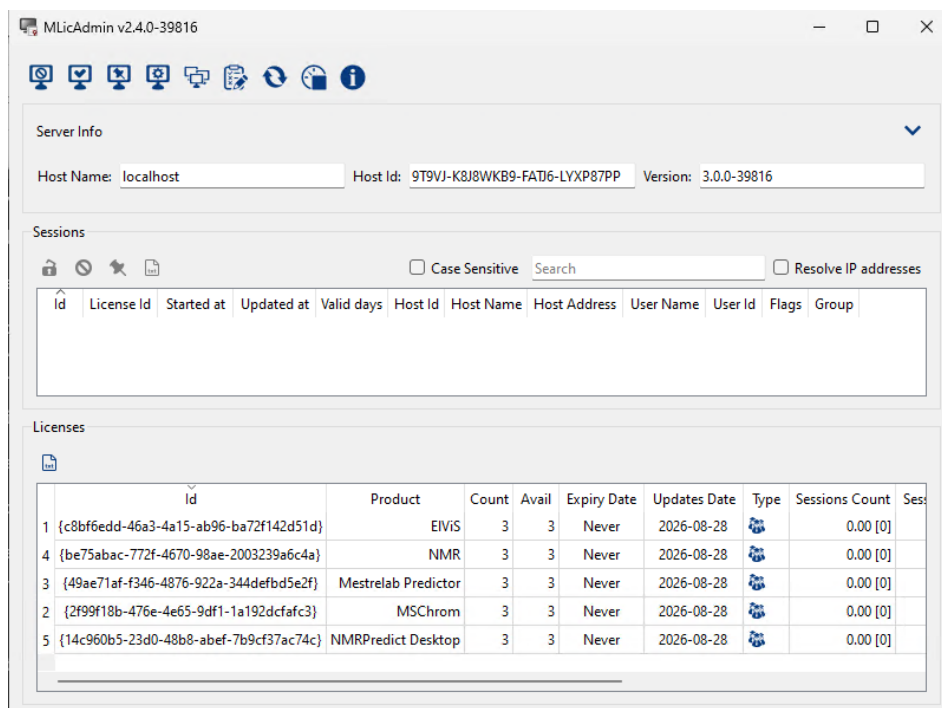 MLicAdmin v2.4.0-39816
Server Info
Host Name: localhost Host Id: 9T9VJ-K8J8WKB9-FATJ6-LYXP87PP Version: 3.0.0-39816
Sessions
txt Case Sensitive Search Resolve IP addresses
Id License Id Started at Updated at Valid days Host Id Host Name Host Address User Name User Id Flags Group
Licenses
txt
Id Product Count Avail Expiry Date Updates Date Type Sessions Count Sess
1 {c8bf6edd-46a3-4a15-ab96-ba72f142d51d} ElViS 3 3 Never 2026-08-28 0.00 [0]
4 {be75abac-772f-4670-98ae-2003239a6c4a} NMR 3 3 Never 2026-08-28 0.00 [0]
3 {49ae71af-f346-4876-922a-344defbd5e2f} Mestrelab Predictor 3 3 Never 2026-08-28 0.00 [0]
2 {2f99f18b-476e-4e65-9df1-1a192dcfafc3} MSChrom 3 3 Never 2026-08-28 0.00 [0]
5 {14c960b5-23d0-48b8-abef-7b9cf37ac74c} NMRPredict Desktop 3 3 Never 2026-08-28 0.00 [0]